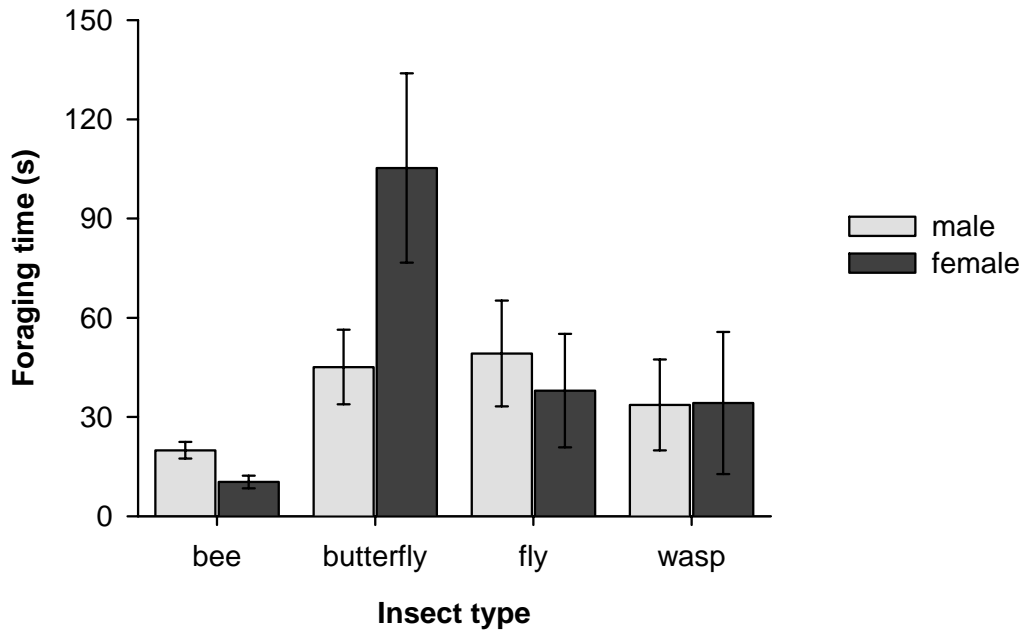 150
120
90
60
30
0
Foraging time (s)
bee butterfly fly wasp
Insect type
male
female